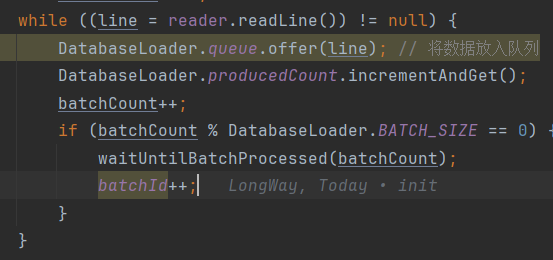 while ((line = reader.readLine()) != null) {
DatabaseLoader.queue.offer(line); // 将数据放入队列
DatabaseLoader.producedCount.incrementAndGet();
batchCount++;
if (batchCount % DatabaseLoader.BATCH_SIZE == 0) {
waitUntilBatchProcessed(batchCount);
batchId++; LongWay, Today • init
}
}